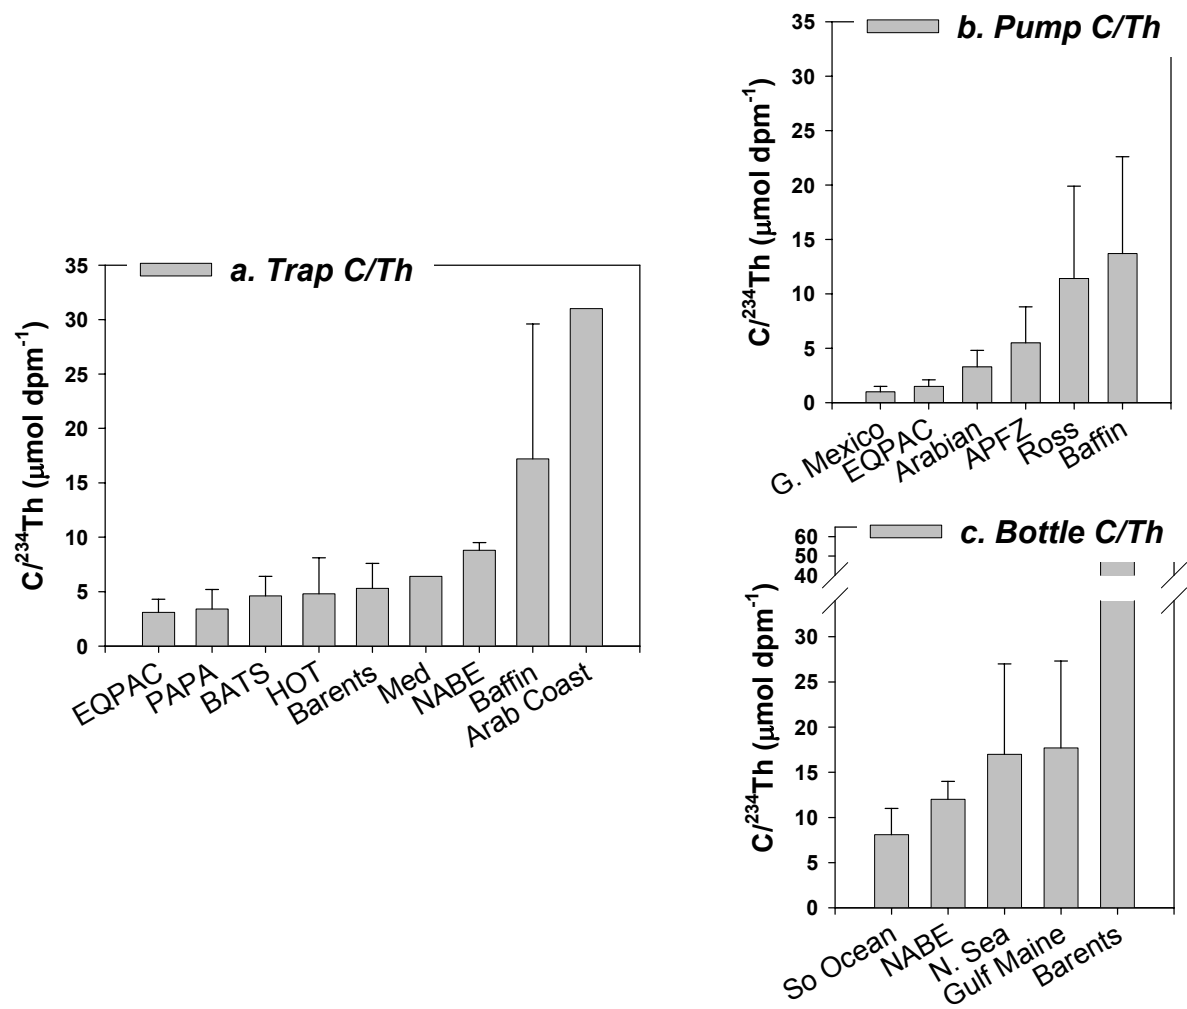 a. Trap C/Th
C/²³⁴Th (μmol dpm⁻¹)
35
30
25
20
15
10
5
0
EQPAC
PAPA
BATS
HOT
Barents
Med
NABE
Baffin
Arab Coast
b. Pump C/Th
C/²³⁴Th (μmol dpm⁻¹)
35
30
25
20
15
10
5
0
G. Mexico
EQPAC
Arabian
APFZ
Ross
Baffin
c. Bottle C/Th
C/²³⁴Th (μmol dpm⁻¹)
60
50
40
30
25
20
15
10
5
0
So Ocean
NABE
N. Sea
Gulf Maine
Barents